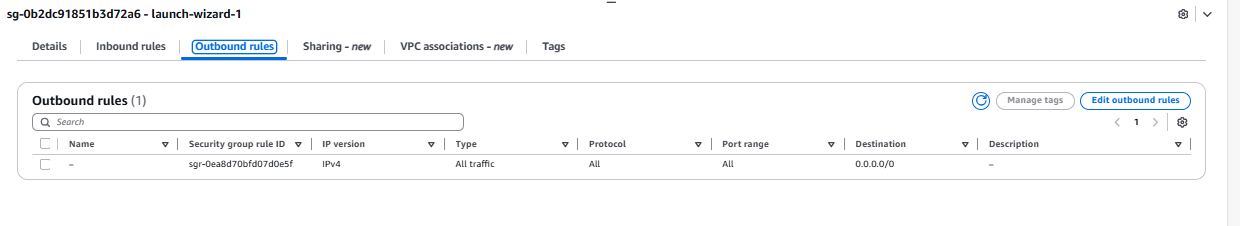 sg-0b2dc91851b3d72a6 - launch-wizard-1
Details Inbound rules Outbound rules Sharing - new VPC associations - new Tags
Outbound rules (1)
Manage tags Edit outbound rules
Search
1
Name Security group rule ID IP version Type Protocol Port range Destination Description
– sgr-0ea8d70bfd07d0e5f IPv4 All traffic All All 0.0.0.0/0 –